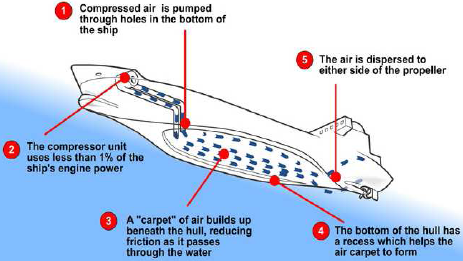 1 Compressed air is pumped
through holes in the bottom of
the ship
5 The air is dispersed to
either side of the propeller
2 The compressor unit
uses less than 1% of the
ship's engine power
3 A "carpet" of air builds up
beneath the hull, reducing
friction as it passes
through the water
4 The bottom of the hull has
a recess which helps the
air carpet to form